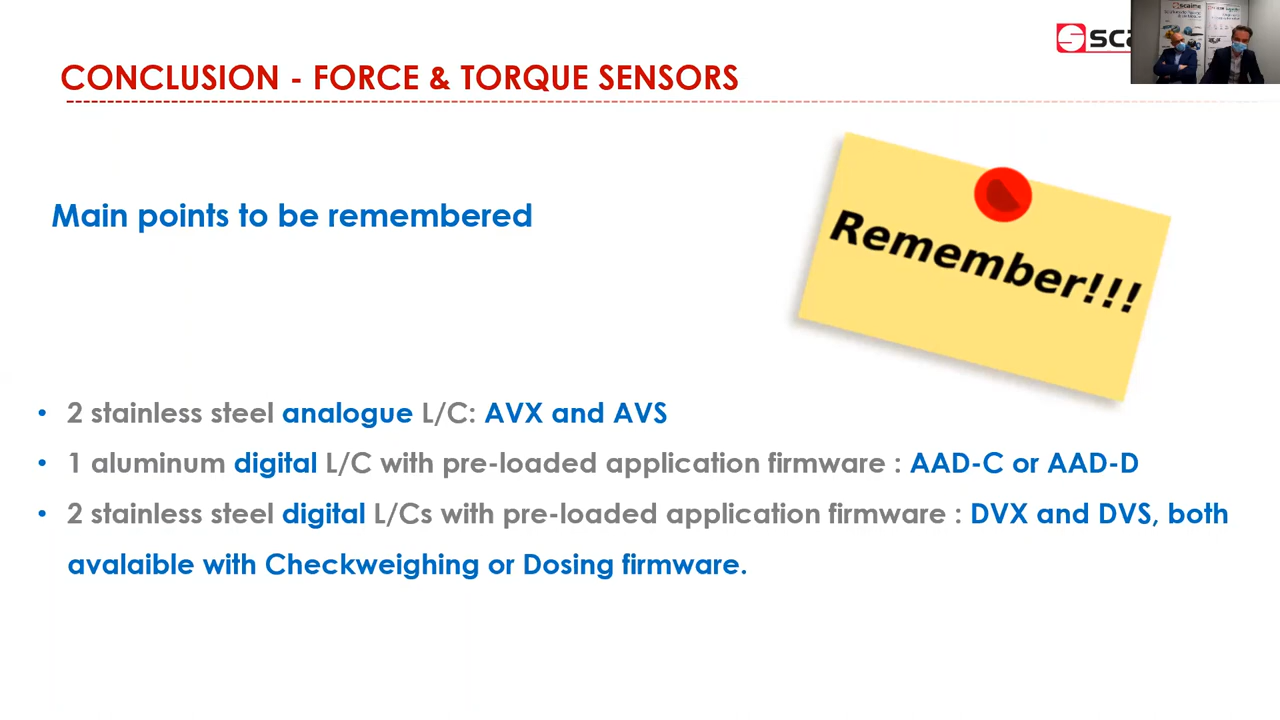 CONCLUSION - FORCE & TORQUE SENSORS
Main points to be remembered
Remember!!!
• 2 stainless steel analogue L/C: AVX and AVS
• 1 aluminum digital L/C with pre-loaded application firmware : AAD-C or AAD-D
• 2 stainless steel digital L/Cs with pre-loaded application firmware : DVX and DVS, both
avalaible with Checkweighing or Dosing firmware.